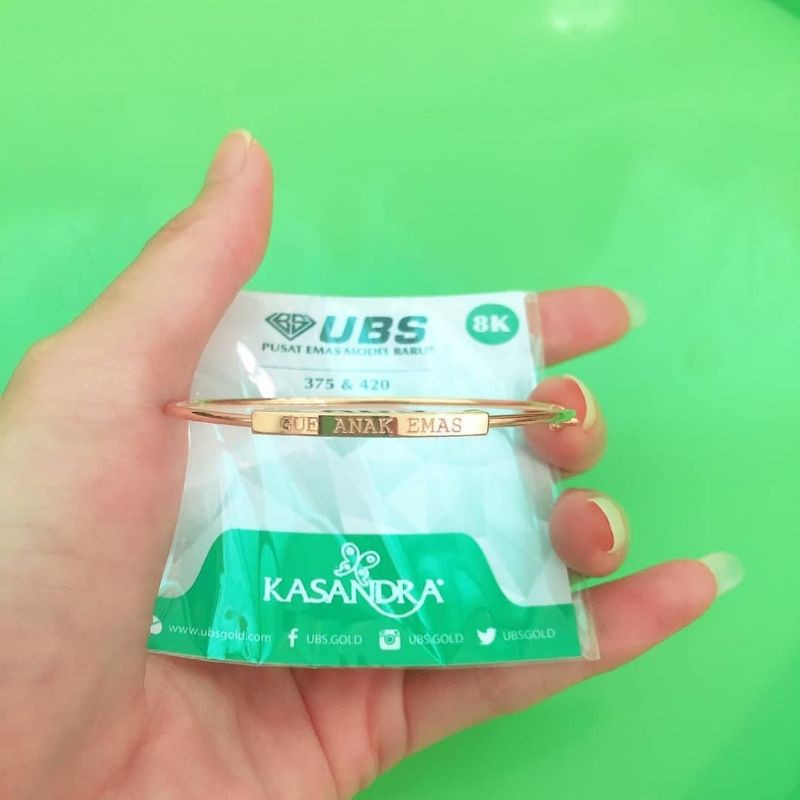 UBS
8K
PUSAT EMAS MODEL BARU
375 & 420
GUE ANAK EMAS
KASANDRA
www.ubsgold.com UBS.GOLD UBS.GOLD UBSGOLD